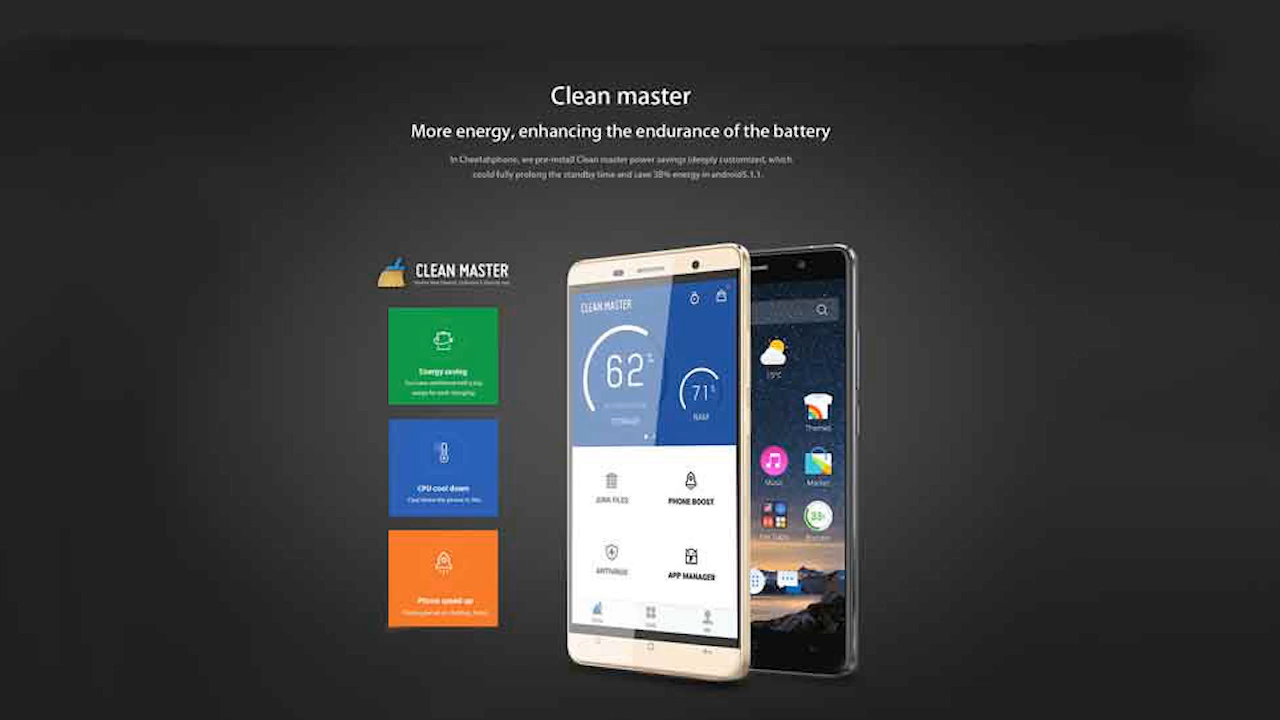 Clean master
More energy, enhancing the endurance of the battery
In Cheetahphone, we pre-install Clean master power savings (deeply customized, which
could fully prolong the standby time and save 38% energy in android5.1.1.
CLEAN MASTER
Energy saving
CPU cool down
Phone speed up
CLEAN MASTER
62%
71%
RAM
JUNK FILES
PHONE BOOST
ANTIVIRUS
APP MANAGER
15°C
Themes
Music
Market